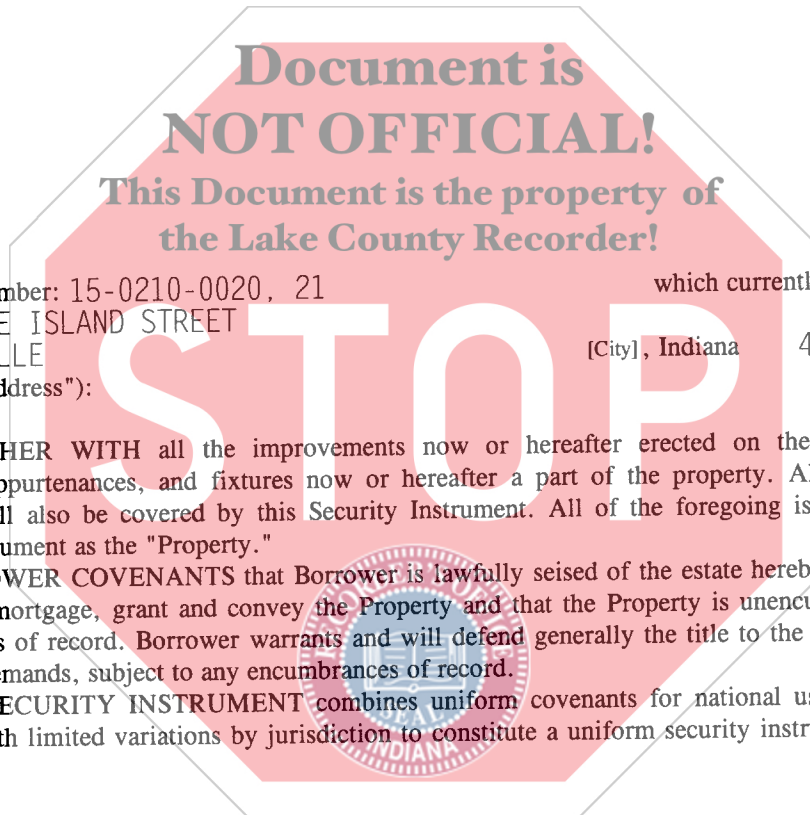 Document is
NOT OFFICIAL!
This Document is the property of
the Lake County Recorder!
mber: 15-0210-0020, 21 which currentl
E ISLAND STREET
LLE [City], Indiana 4
ddress"):
STOP
HER WITH all the improvements now or hereafter erected on the
ppurtenances, and fixtures now or hereafter a part of the property. A
ll also be covered by this Security Instrument. All of the foregoing is
ument as the "Property."
OWER COVENANTS that Borrower is lawfully seised of the estate hereb
mortgage, grant and convey the Property and that the Property is unencu
s of record. Borrower warrants and will defend generally the title to the
emands, subject to any encumbrances of record.
ECURITY INSTRUMENT combines uniform covenants for national us
th limited variations by jurisdiction to constitute a uniform security instr
SEAL
INDIANA